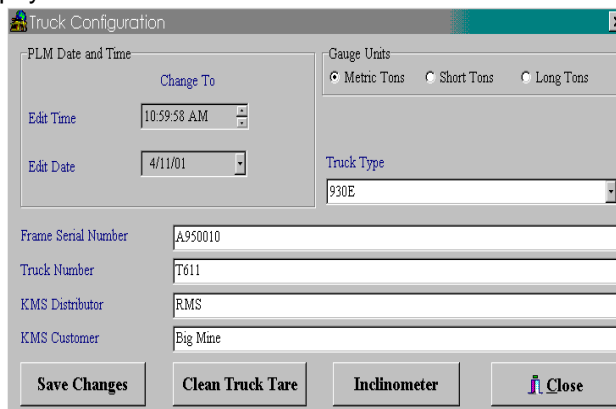 Truck Configuration
PLM Date and Time
Change To
Edit Time 10:59:58 AM
Edit Date 4/11/01
Gauge Units
Metric Tons Short Tons Long Tons
Truck Type
930E
Frame Serial Number A950010
Truck Number T611
KMS Distributor RMS
KMS Customer Big Mine
Save Changes Clean Truck Tare Inclinometer Close